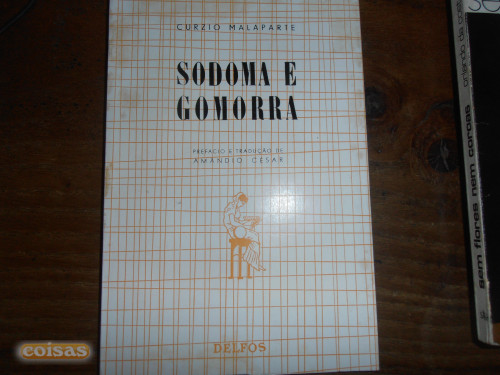 CURZIO MALAPARTE
SODOMA E
GOMORRA
PREFÁCIO E TRADUÇÃO DE
AMÂNDIO CÉSAR
DELFOS
sem flores nem coroas
coisas